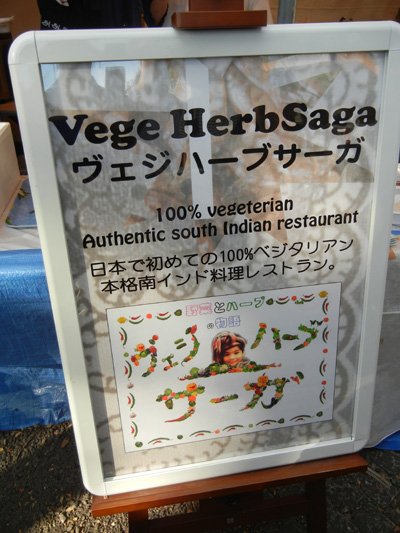 Vege HerbSaga
ヴェジハーブサーガ
100% vegeterian
Authentic south Indian restaurant
日本で初めての100%ベジタリアン
本格南インド料理レストラン。
野菜とハーブ
の物語
ヴェジハーブ
サーガ